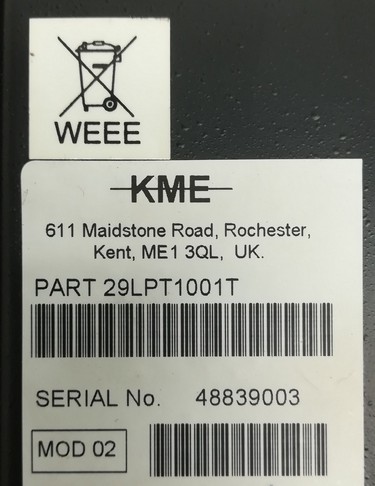 WEEE
KME
611 Maidstone Road, Rochester,
Kent, ME1 3QL, UK.
PART 29LPT1001T
SERIAL No. 48839003
MOD 02